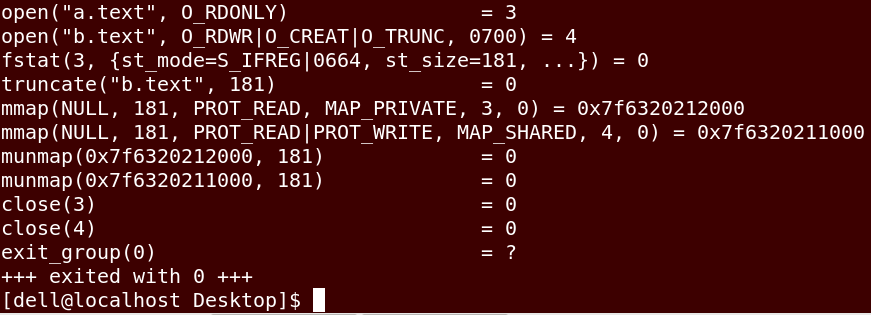 open("a.text", O_RDONLY)                = 3
open("b.text", O_RDWR|O_CREAT|O_TRUNC, 0700) = 4
fstat(3, {st_mode=S_IFREG|0664, st_size=181, ...}) = 0
truncate("b.text", 181)                 = 0
mmap(NULL, 181, PROT_READ, MAP_PRIVATE, 3, 0) = 0x7f6320212000
mmap(NULL, 181, PROT_READ|PROT_WRITE, MAP_SHARED, 4, 0) = 0x7f6320211000
munmap(0x7f6320212000, 181)             = 0
munmap(0x7f6320211000, 181)             = 0
close(3)                                = 0
close(4)                                = 0
exit_group(0)                           = ?
+++ exited with 0 +++
[dell@localhost Desktop]$